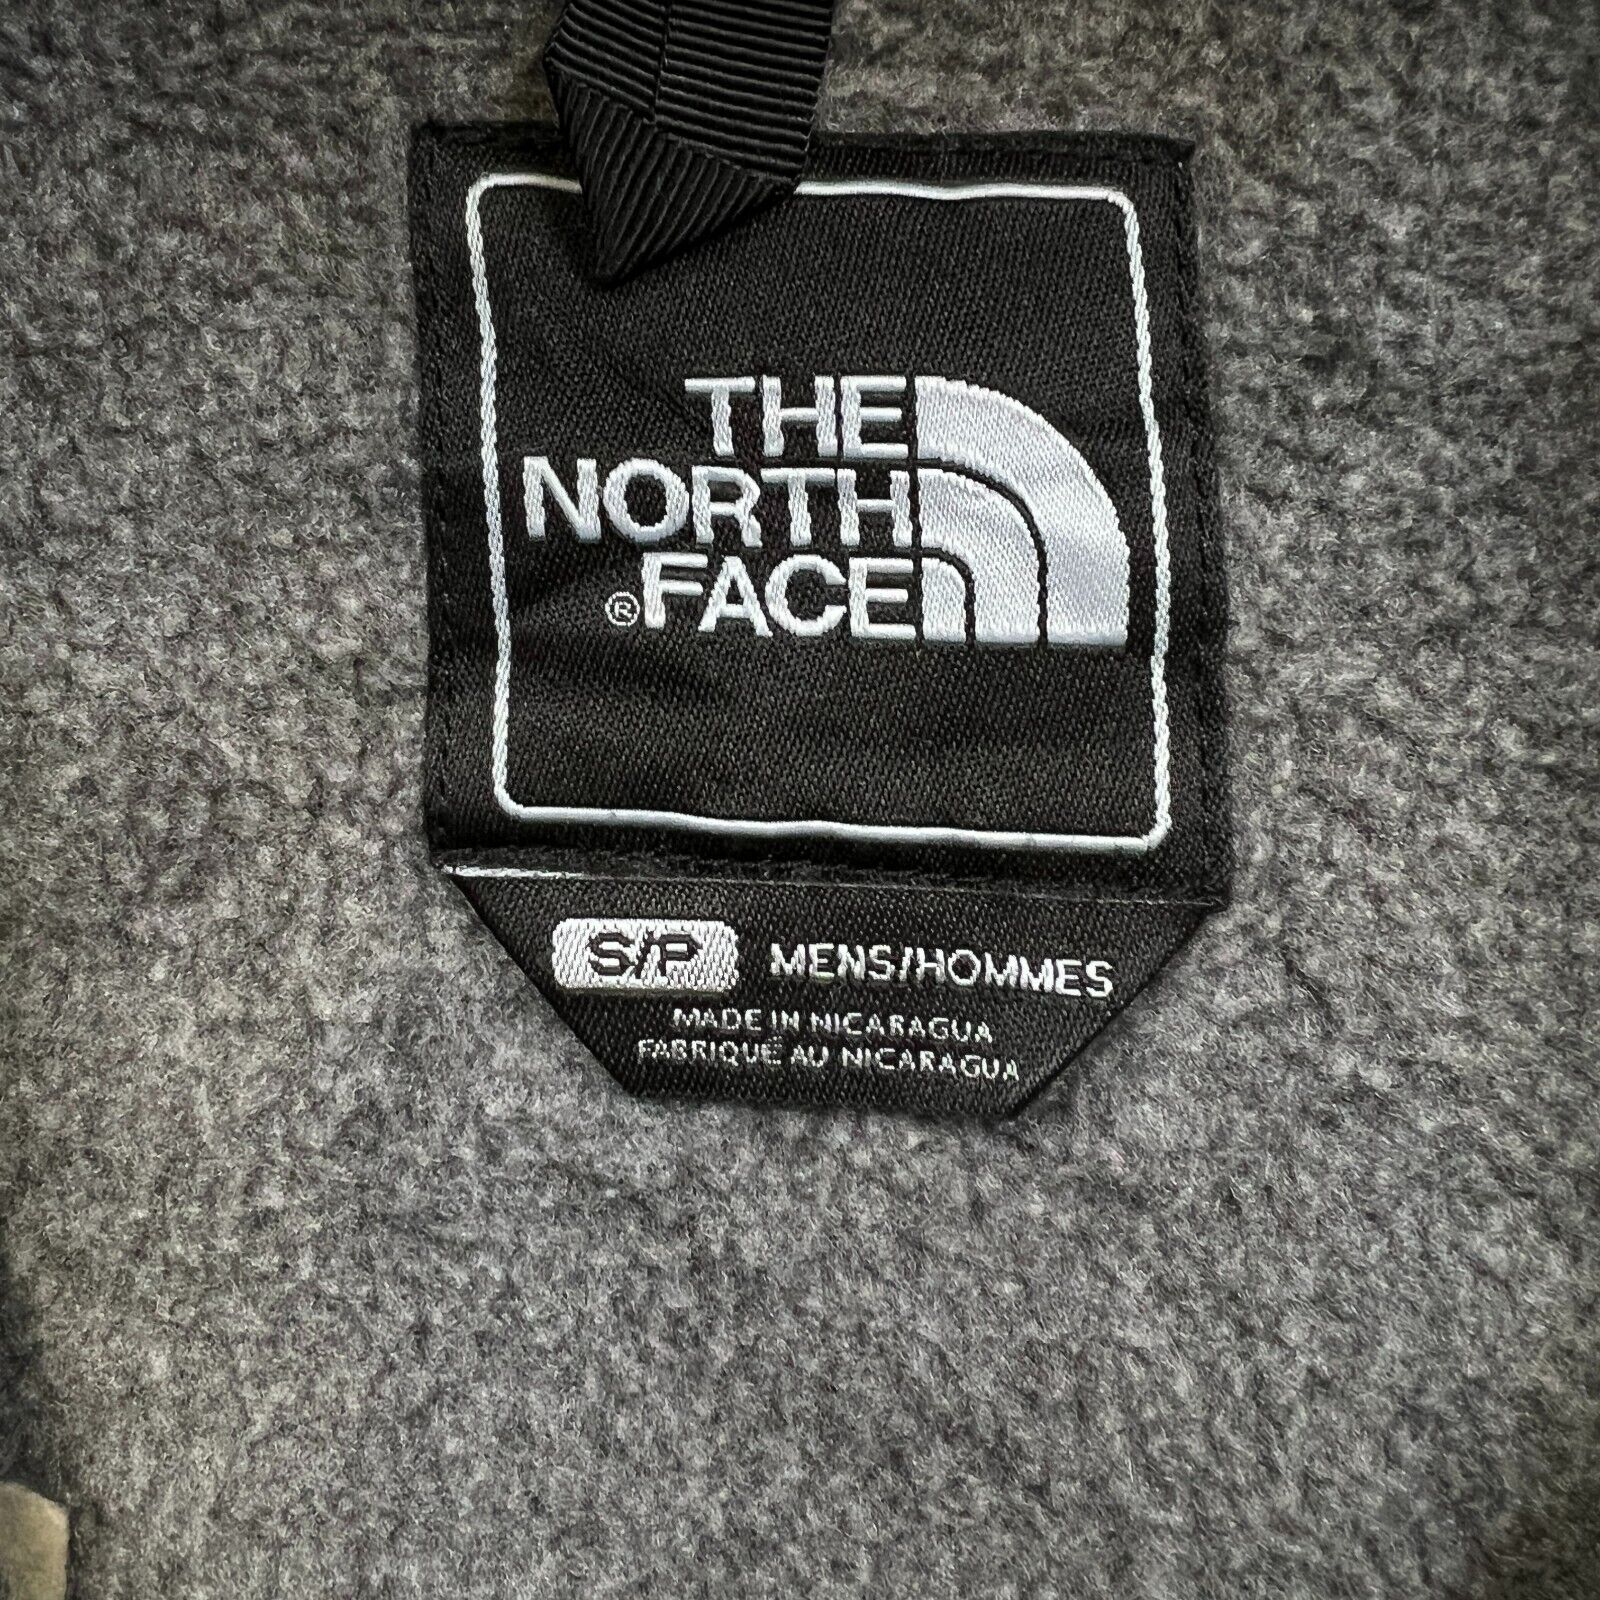 THE
NORTH
® FACE
S/P MENS/HOMMES
MADE IN NICARAGUA
FABRIQUÉ AU NICARAGUA